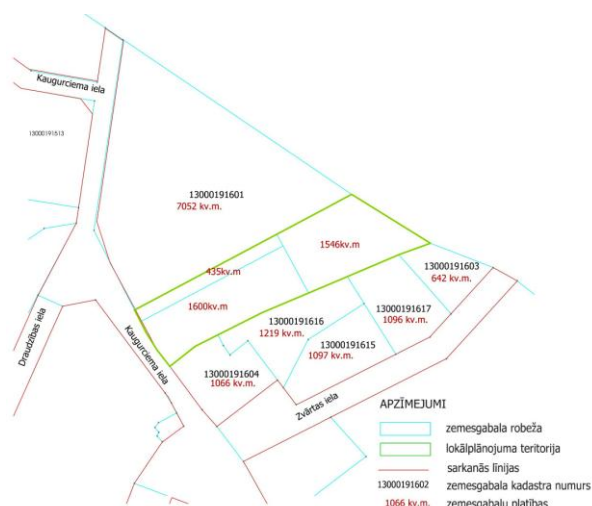 Kaugurciema iela
13000191513
13000191601
7052 kv.m.
1546kv.m
435kv.m
13000191603
642 kv.m.
1600kv.m
13000191617
1096 kv.m.
13000191616
1219 kv.m.
13000191615
1097 kv.m.
Draudzības iela
Kaugurciema iela
13000191604
1066 kv.m.
Zvārtas iela
APZĪMEJUMI
zemesgabala robeža
lokālplānojuma teritorija
sarkanās līnijas
13000191602 zemesgabala kadastra numurs
1066 kv.m. zemesgabalu platības